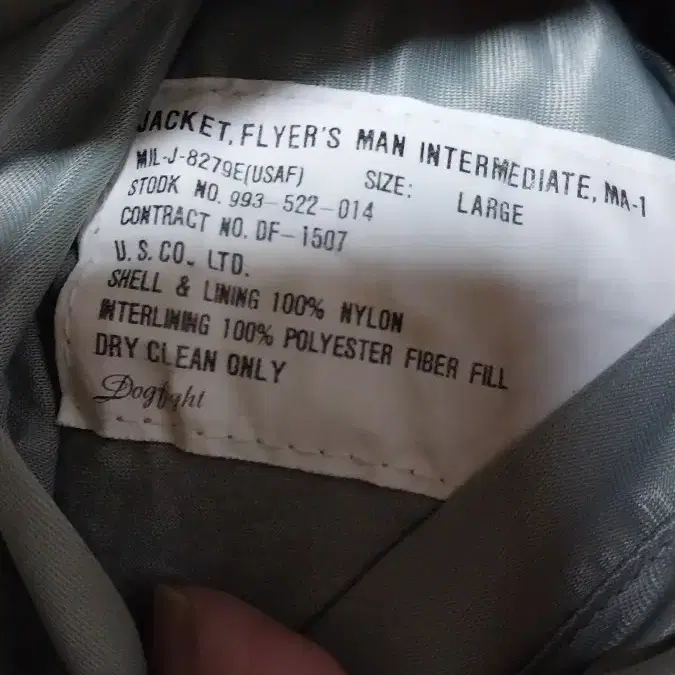 JACKET, FLYER'S MAN INTERMEDIATE, MA-1
MIL-J-8279E(USAF) SIZE: LARGE
STODK NO. 993-522-014
CONTRACT NO. DF-1507
U.S.CO., LTD.
SHELL & LINING 100% NYLON
INTERLINING 100% POLYESTER FIBER FILL
DRY CLEAN ONLY
Dogfight